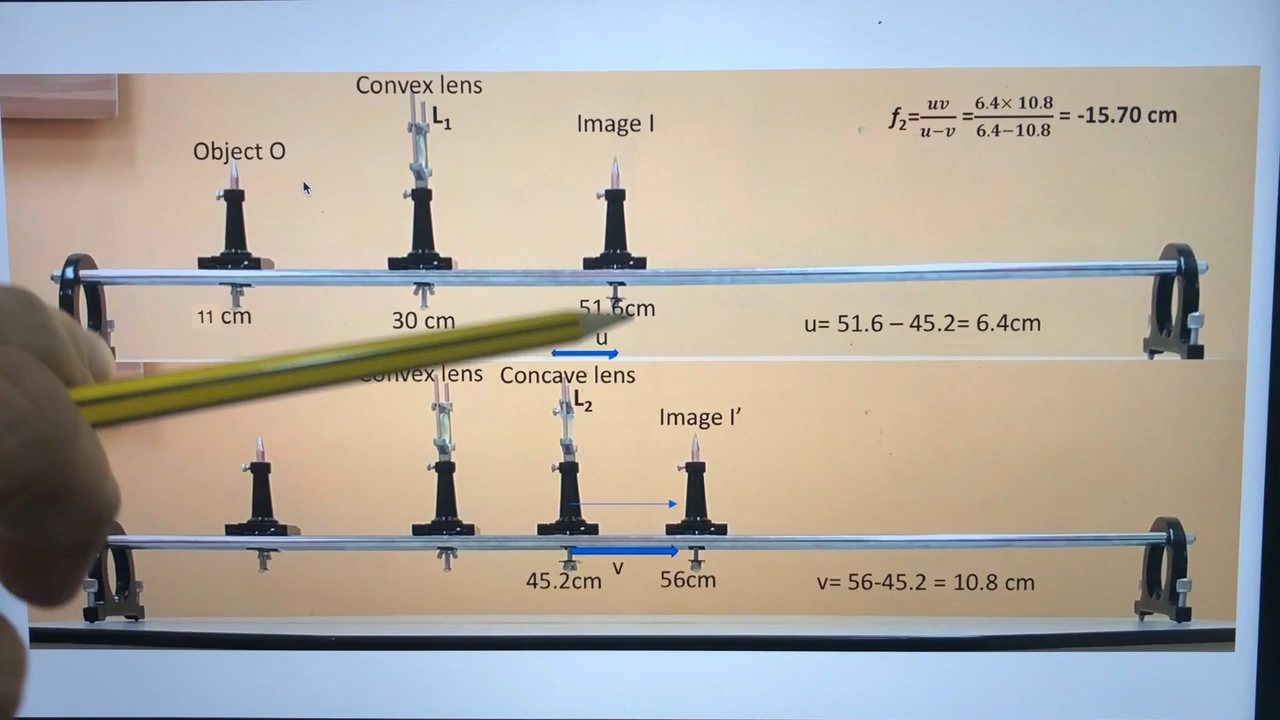 Convex lens
L₁
Object O
Image I
f₂=uv/u−v =6.4× 10.8/6.4−10.8 = -15.70 cm
11 cm
30 cm
51.6cm
u
u= 51.6 – 45.2= 6.4cm
Convex lens
Concave lens
L₂
Image I’
v
45.2cm
56cm
v= 56-45.2 = 10.8 cm